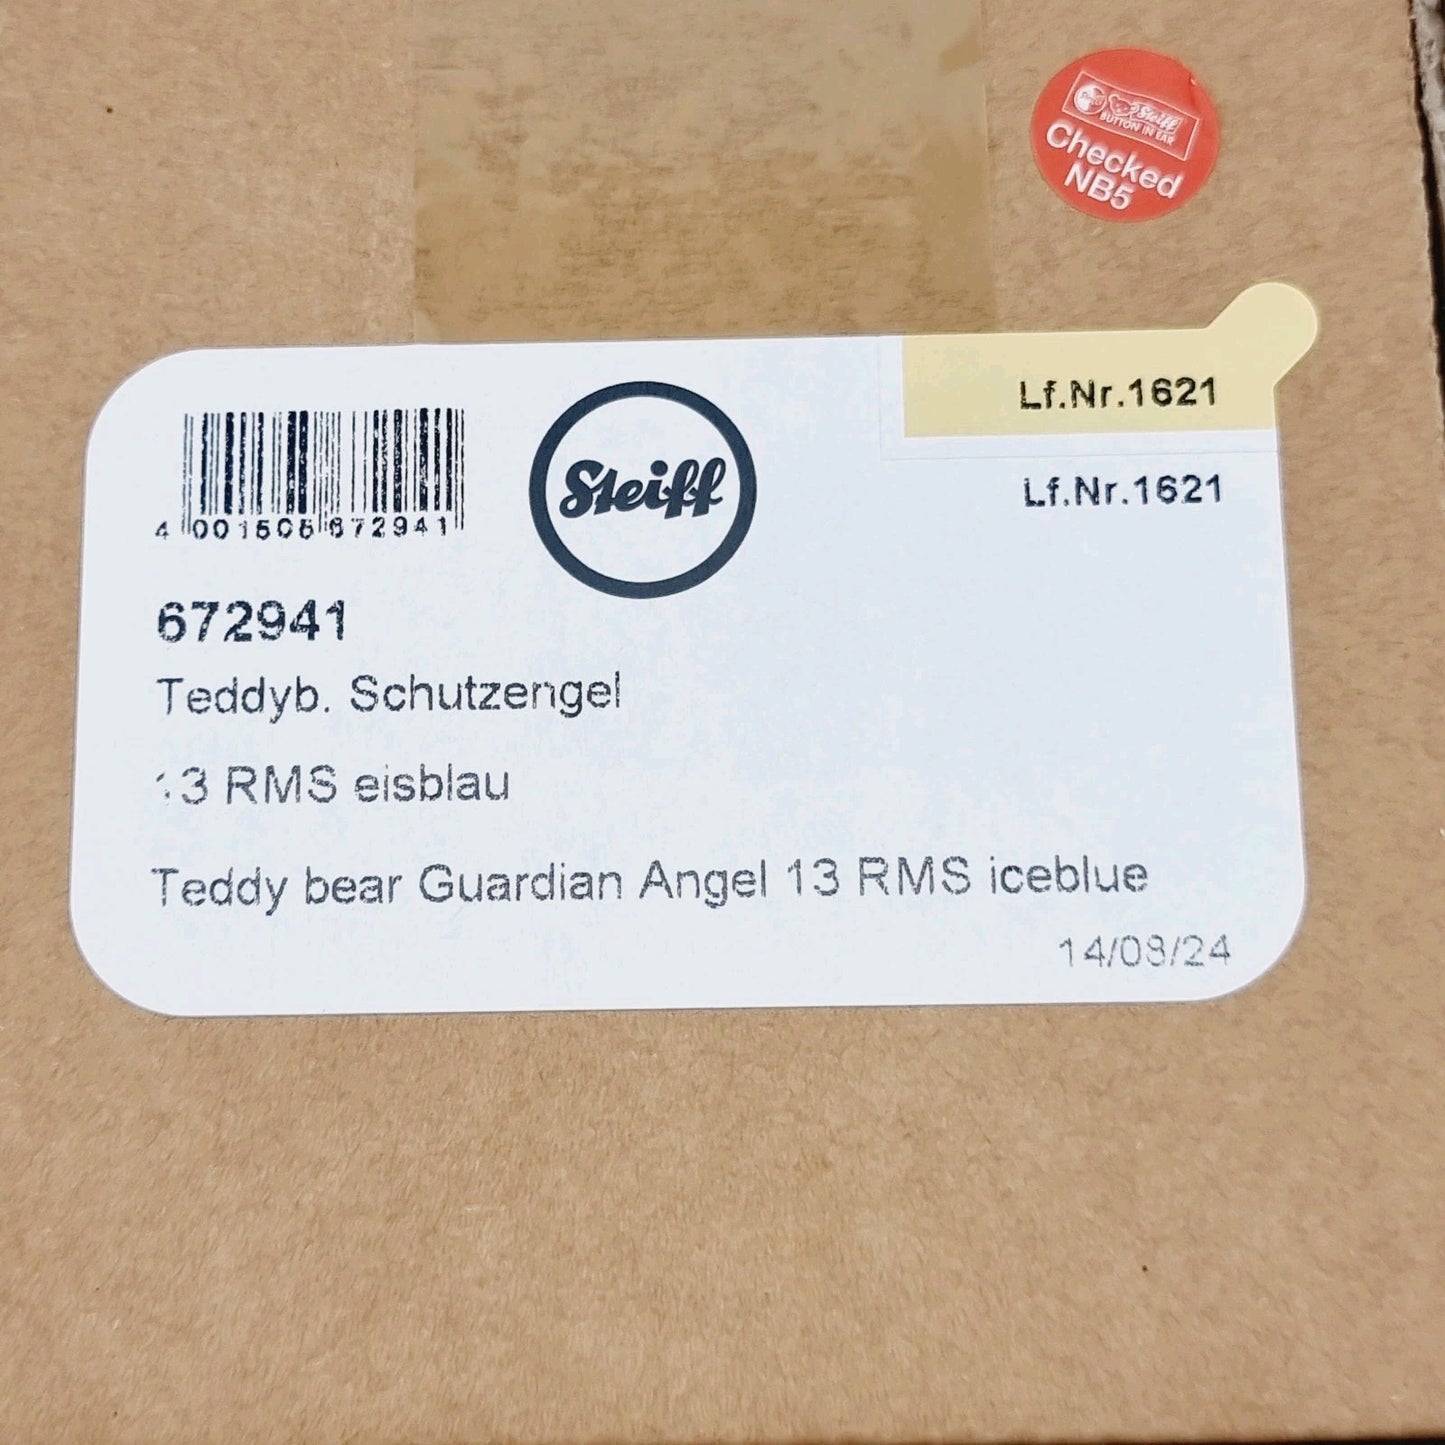 Steiff
BUTTON IN EAR
Checked
NB5
Lf.Nr.1621
Lf.Nr.1621
4 001505 672941
Steiff
672941
Teddyb. Schutzengel
13 RMS eisblau
Teddy bear Guardian Angel 13 RMS iceblue
14/08/24